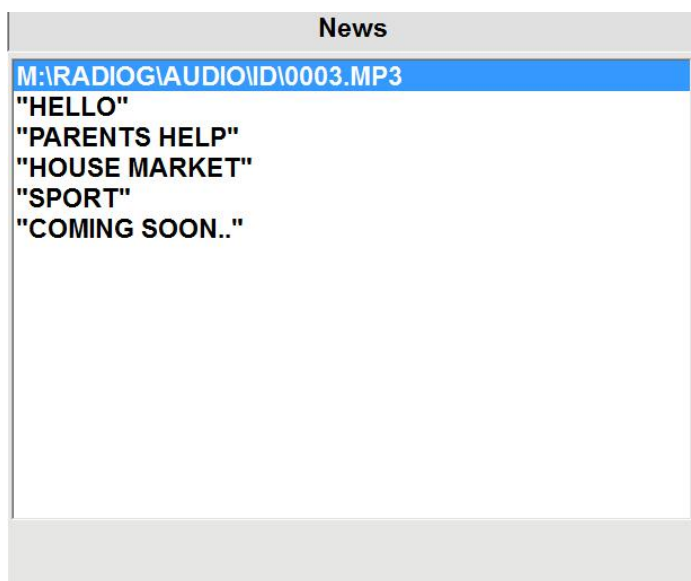 News
M:\RADIOG\AUDIO\ID\0003.MP3
"HELLO"
"PARENTS HELP"
"HOUSE MARKET"
"SPORT"
"COMING SOON.."